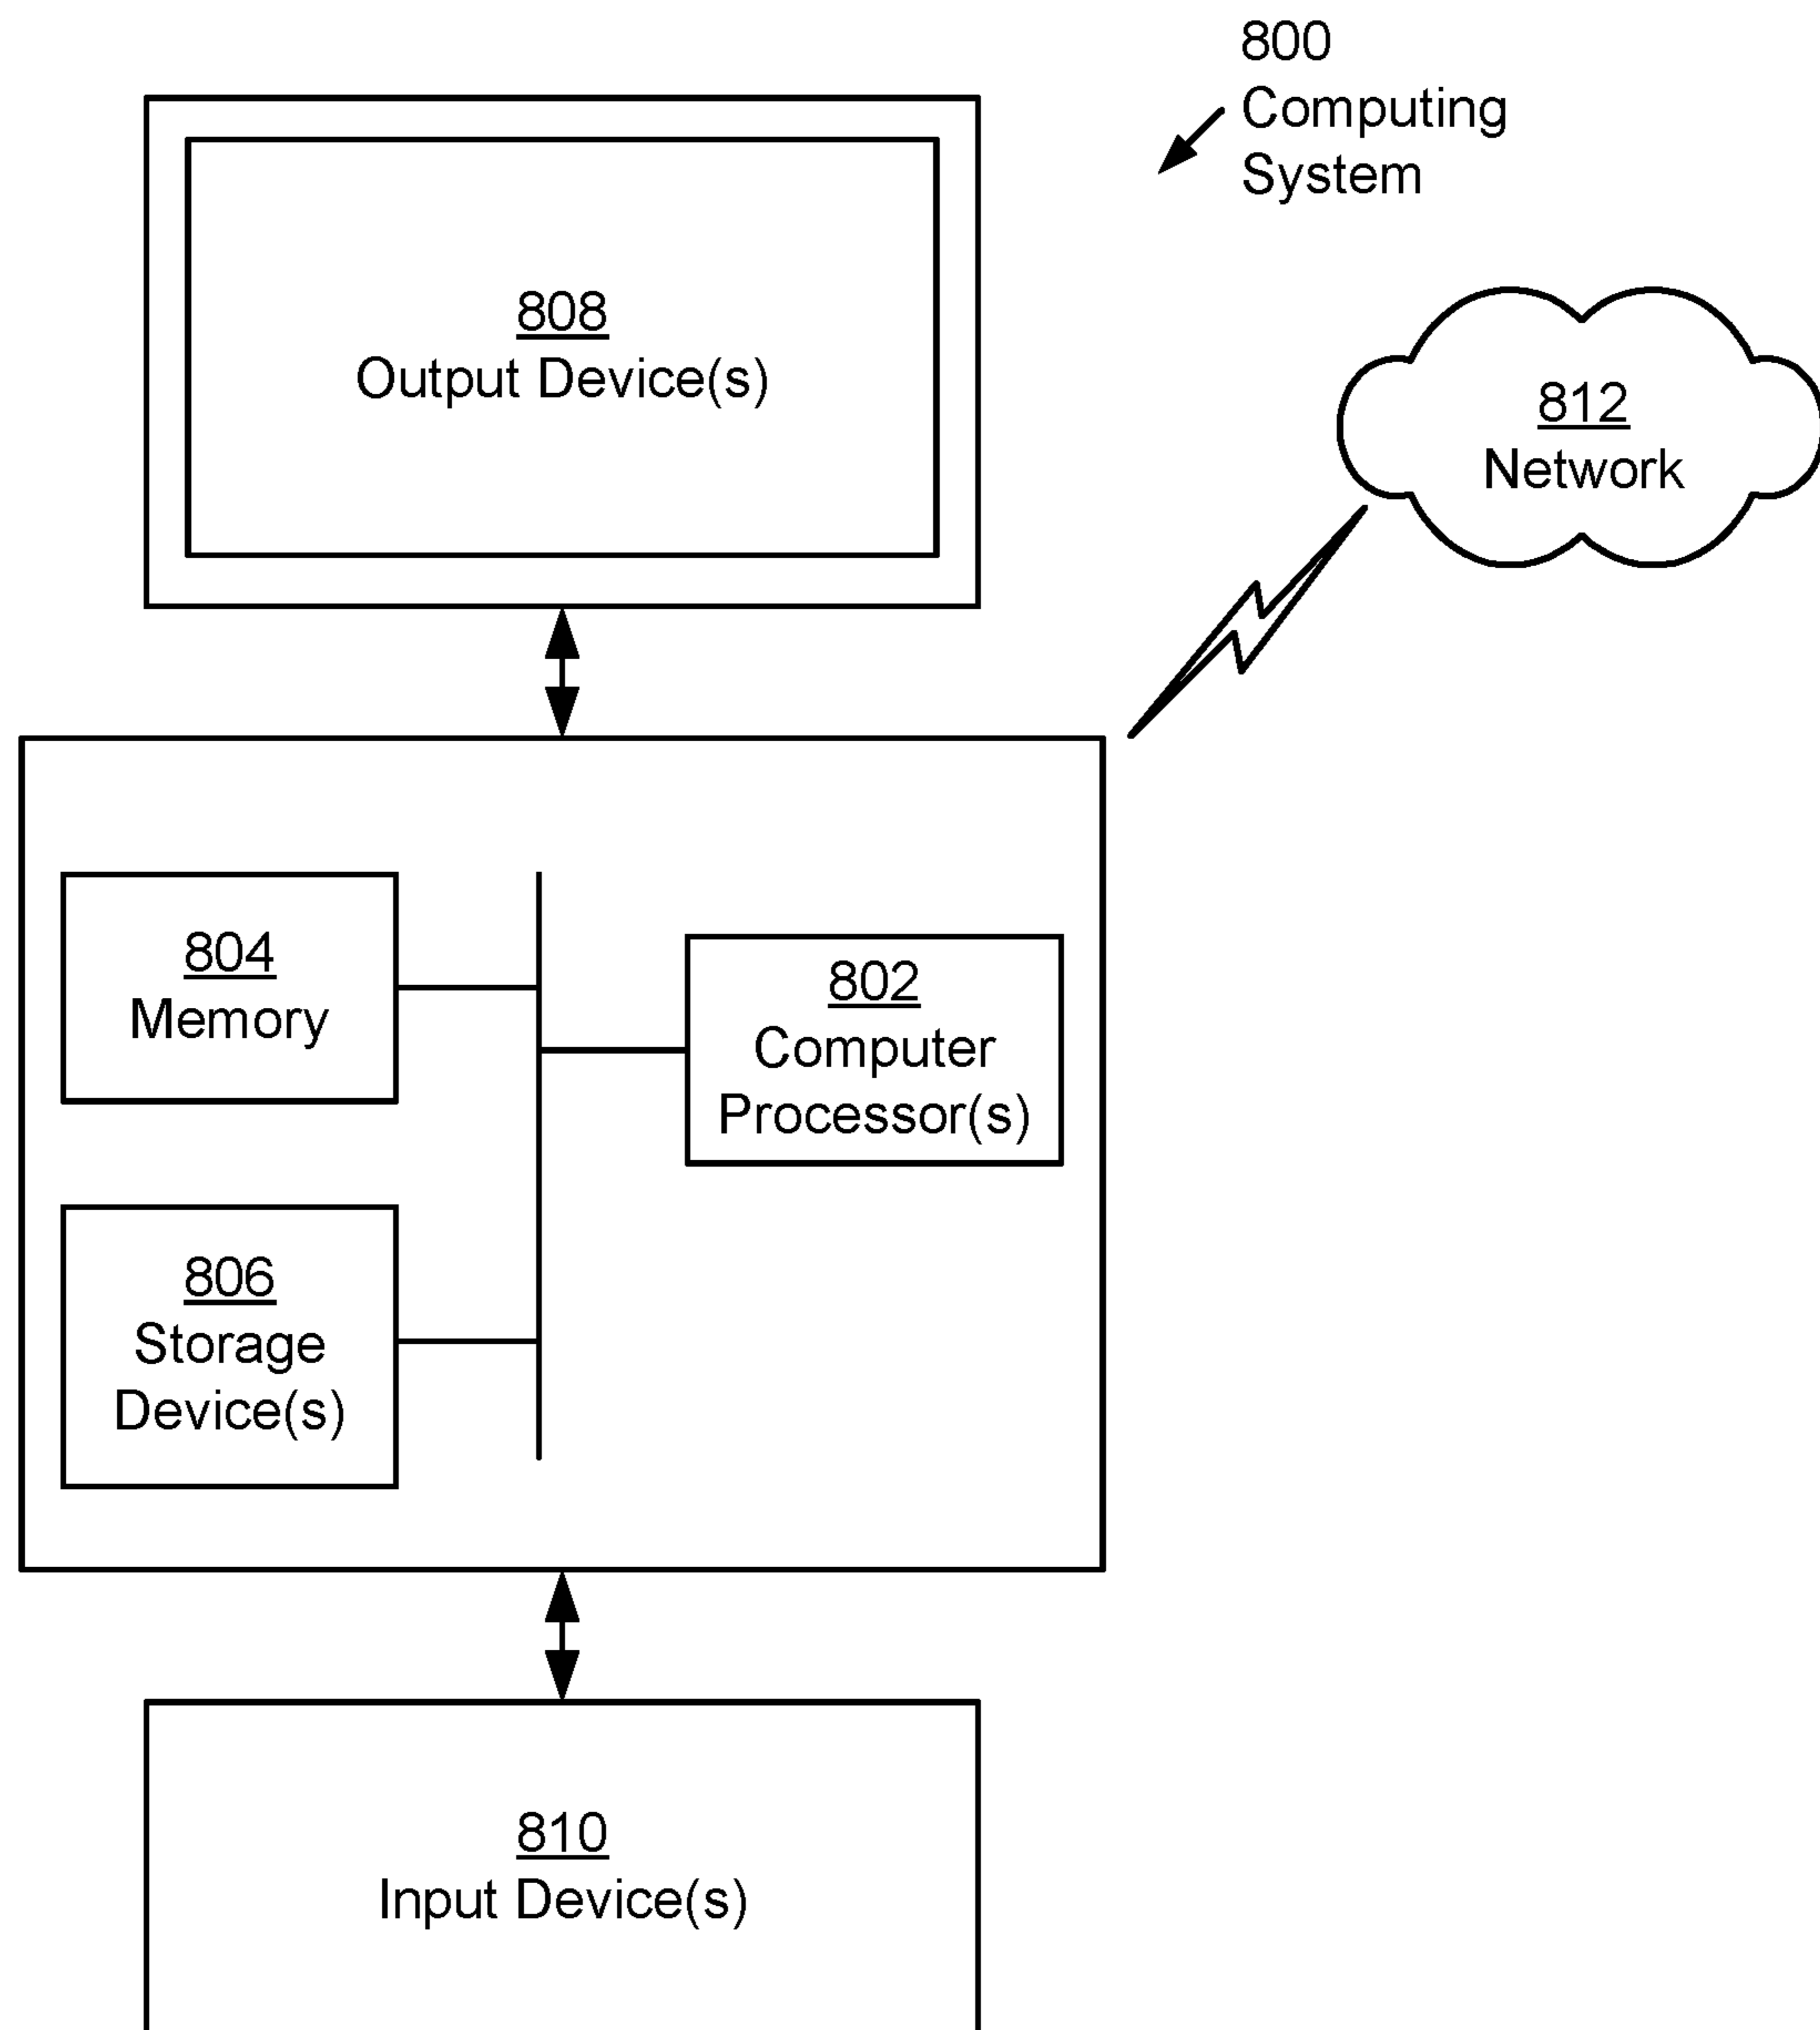 800
Computing
System
808
Output Device(s)
812
Network
804
Memory
802
Computer
Processor(s)
806
Storage
Device(s)
810
Input Device(s)